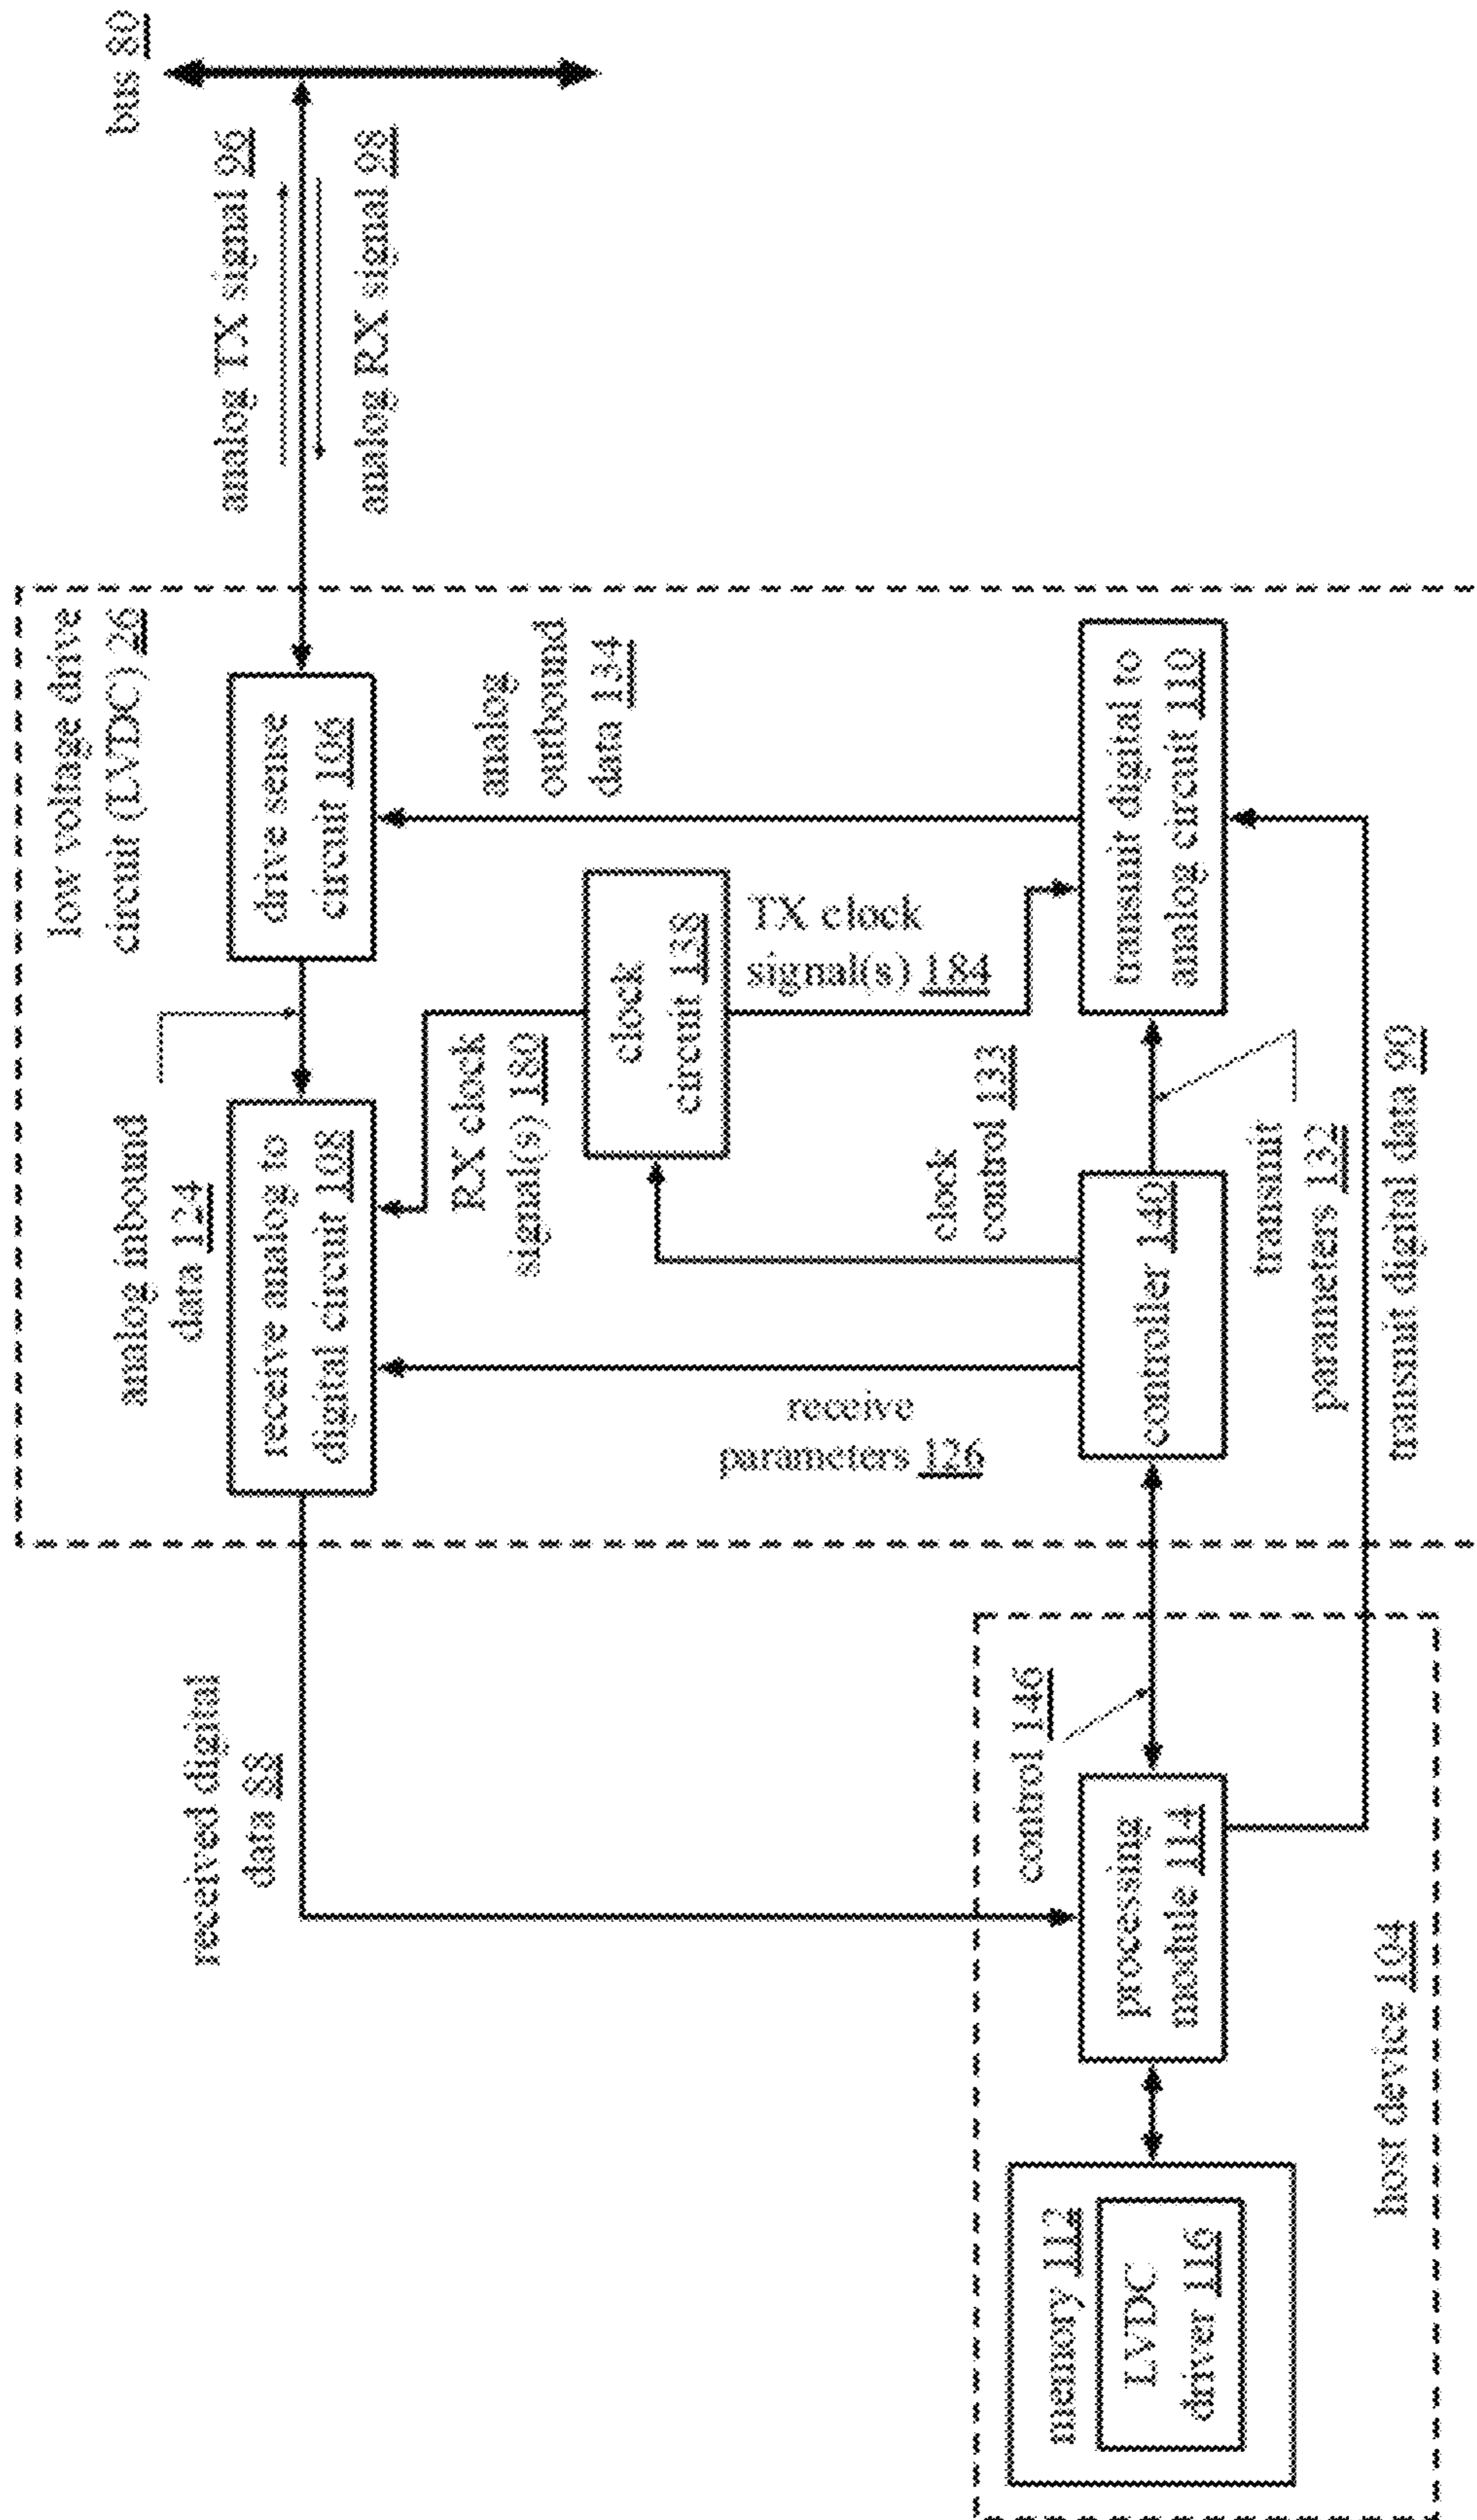 bus 80
analog TX signal 96
analog RX signal 98
low voltage drive
circuit (LVDC) 26
drive sense
circuit 106
analog
outbound
data 134
transmit digital to
analog circuit 110
clock
circuit 138
TX clock
signal(s) 184
RX clock
signal(s) 180
analog inbound
data 124
receive analog to
digital circuit 108
clock
control 133
controller 140
transmit
parameters 132
transmit digital data 90
receive
parameters 126
received digital
data 88
control 146
processing
module 114
memory 112
LVDC
driver 116
host device 104